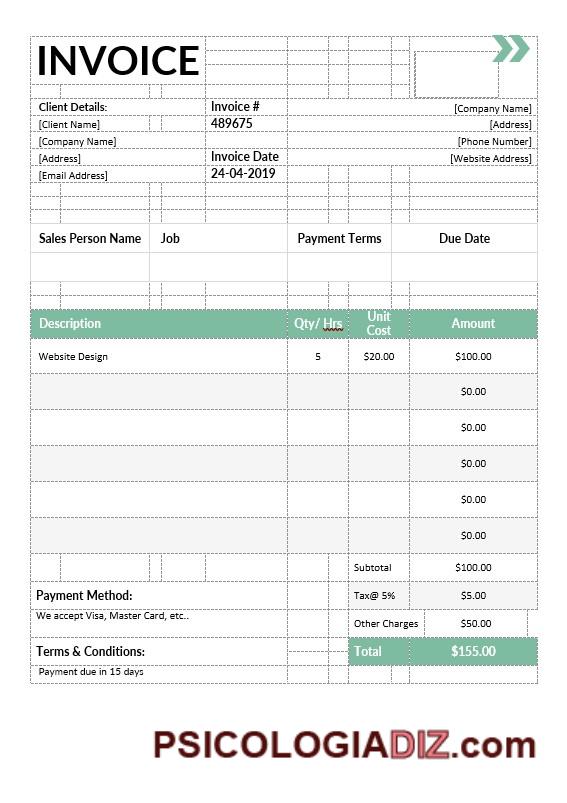 INVOICE
Client Details:
Invoice #
[Company Name]
[Client Name]
489675
[Address]
[Company Name]
[Phone Number]
[Address]
Invoice Date
[Website Address]
[Email Address]
24-04-2019
Sales Person Name Job Payment Terms Due Date
Description Qty/ Hrs Unit Cost Amount
Website Design 5 $20.00 $100.00
$0.00
$0.00
$0.00
$0.00
$0.00
Subtotal $100.00
Payment Method: Tax@ 5% $5.00
We accept Visa, Master Card, etc..
Other Charges $50.00
Terms & Conditions: Total $155.00
Payment due in 15 days
PSICOLOGIADIZ.com